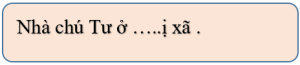 Nhà chú Tư ở …..ị xã .